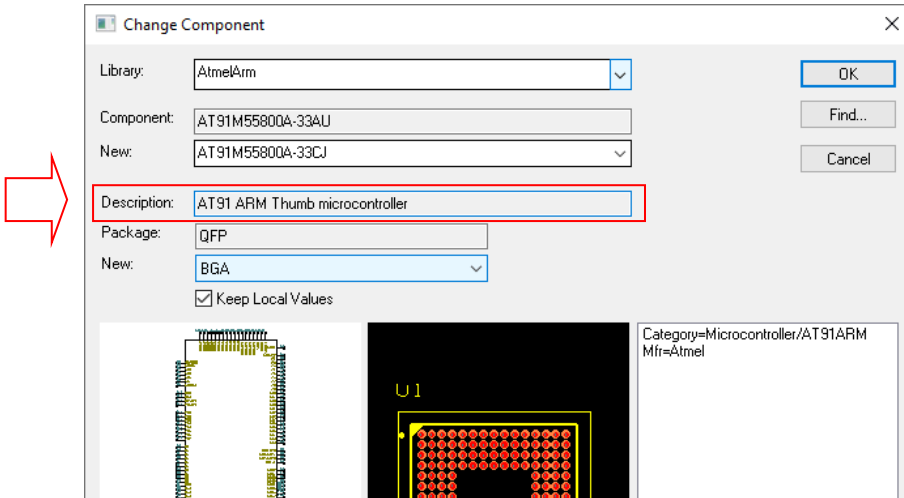 Change Component
Library: AtmelArm
OK
Component: AT91M55800A-33AU
Find...
New: AT91M55800A-33CJ
Cancel
Description: AT91 ARM Thumb microcontroller
Package: QFP
New: BGA
Keep Local Values
Category=Microcontroller/AT91ARM
Mfr=Atmel
U1